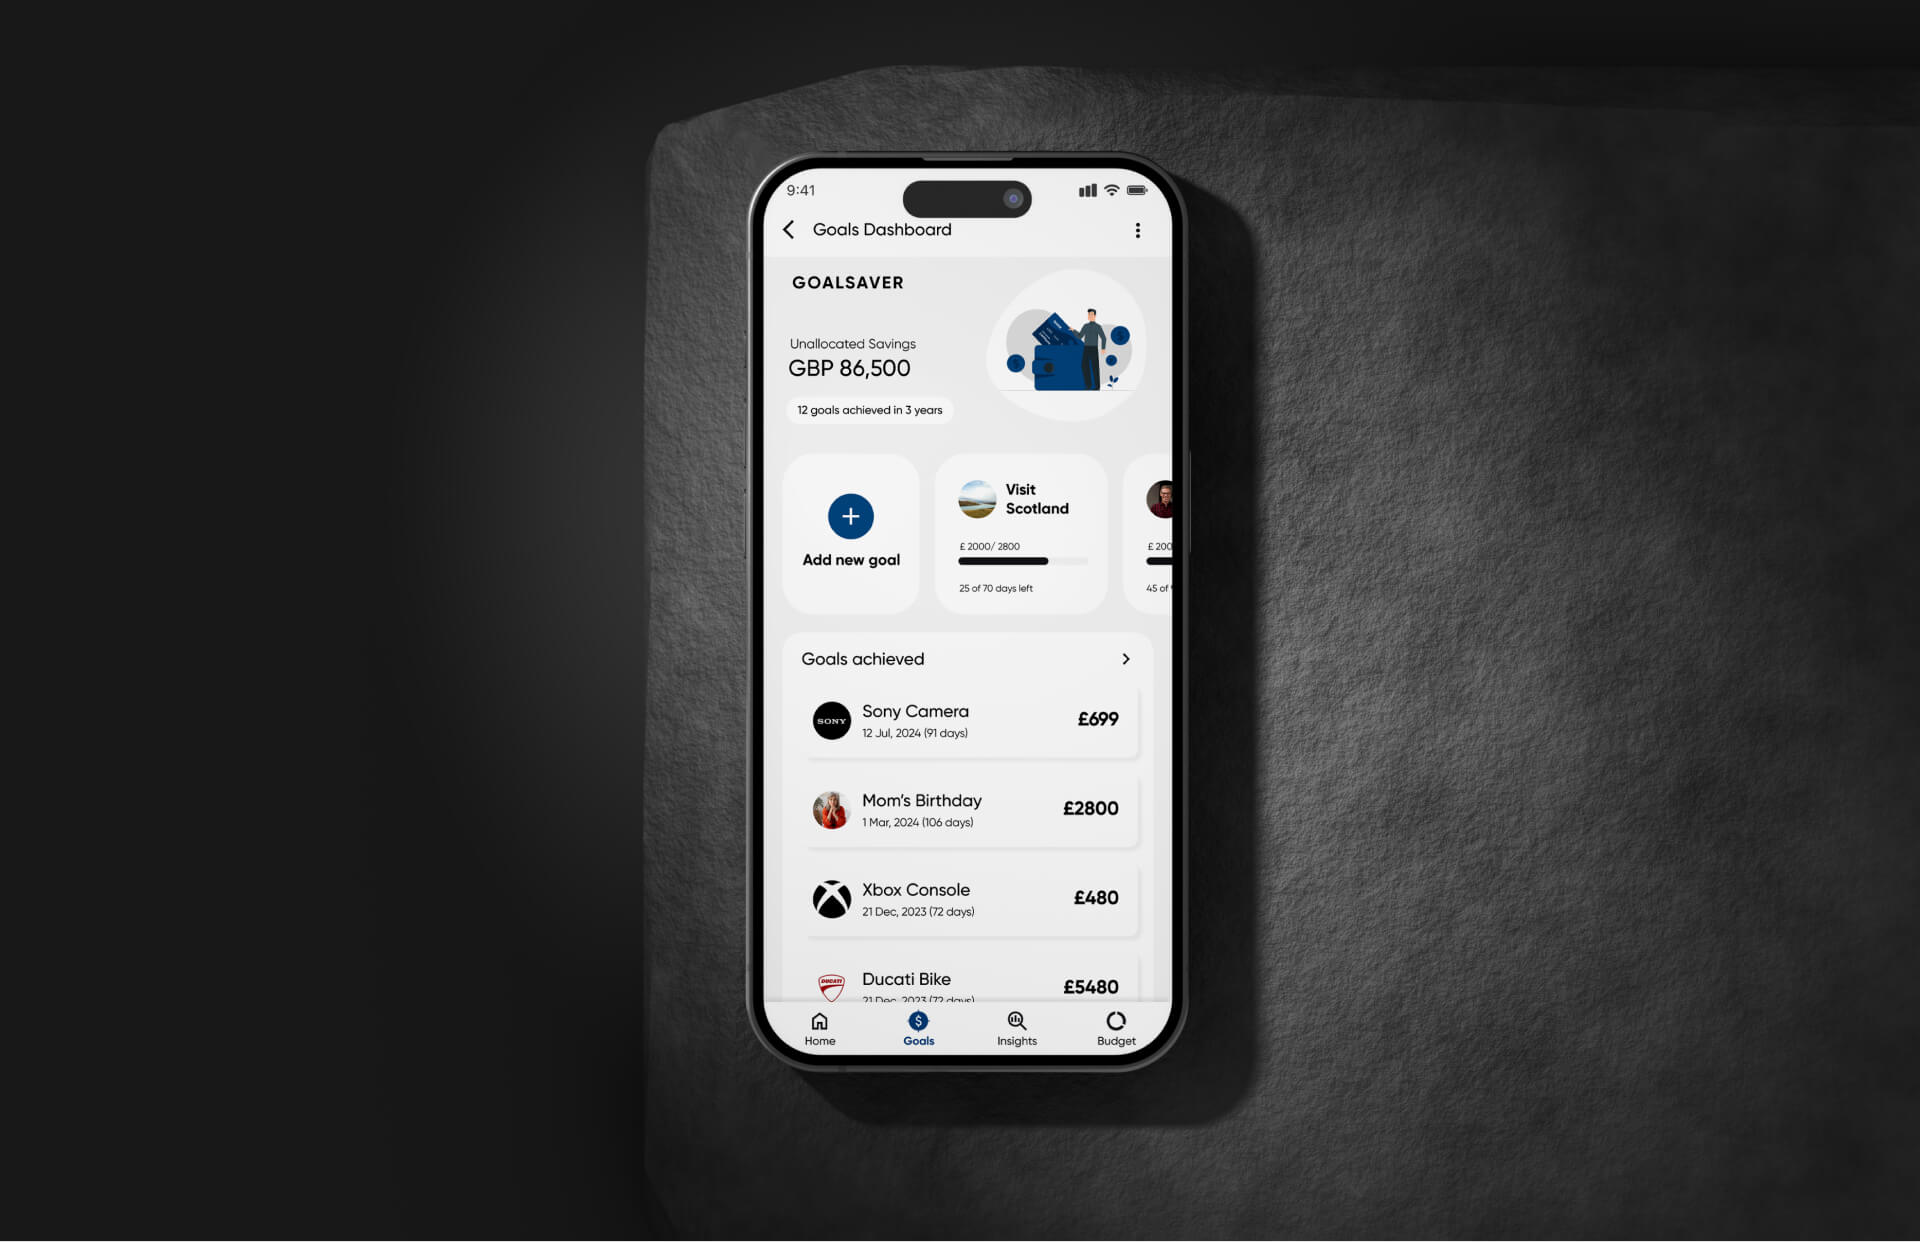 9:41
Goals Dashboard
GOALSAVER
Unallocated Savings
GBP 86,500
12 goals achieved in 3 years
Add new goal
Visit
Scotland
£ 2000/ 2800
25 of 70 days left
£ 200
45 of
Goals achieved
SONY
Sony Camera
12 Jul, 2024 (91 days)
£699
Mom's Birthday
1 Mar, 2024 (106 days)
£2800
Xbox Console
21 Dec, 2023 (72 days)
£480
DUCATI
Ducati Bike
21 Dec, 2023 (72 days)
£5480
Home
Goals
Insights
Budget